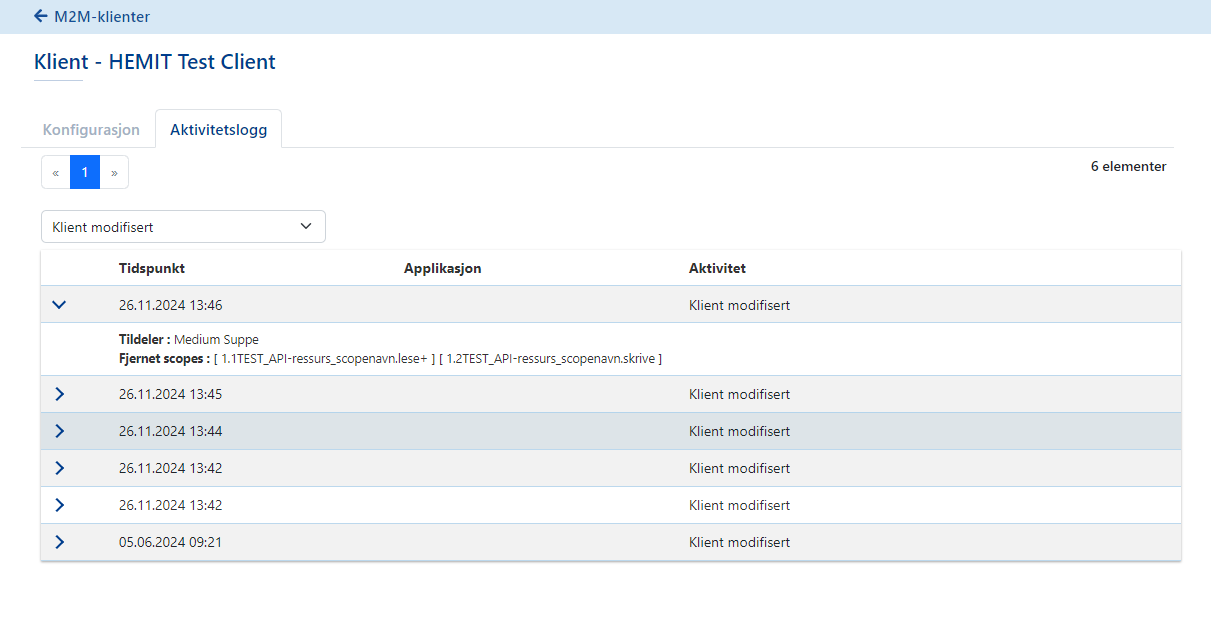 M2M-klienter
Klient - HEMIT Test Client
Konfigurasjon Aktivitetslogg
« 1 » 6 elementer
Klient modifisert
Tidspunkt Applikasjon Aktivitet
26.11.2024 13:46 Klient modifisert
Tildeler : Medium Suppe
Fjernet scopes : [ 1.1TEST_API-ressurs_scopenavn.lese+ ] [ 1.2TEST_API-ressurs_scopenavn.skrive ]
26.11.2024 13:45 Klient modifisert
26.11.2024 13:44 Klient modifisert
26.11.2024 13:42 Klient modifisert
26.11.2024 13:42 Klient modifisert
05.06.2024 09:21 Klient modifisert